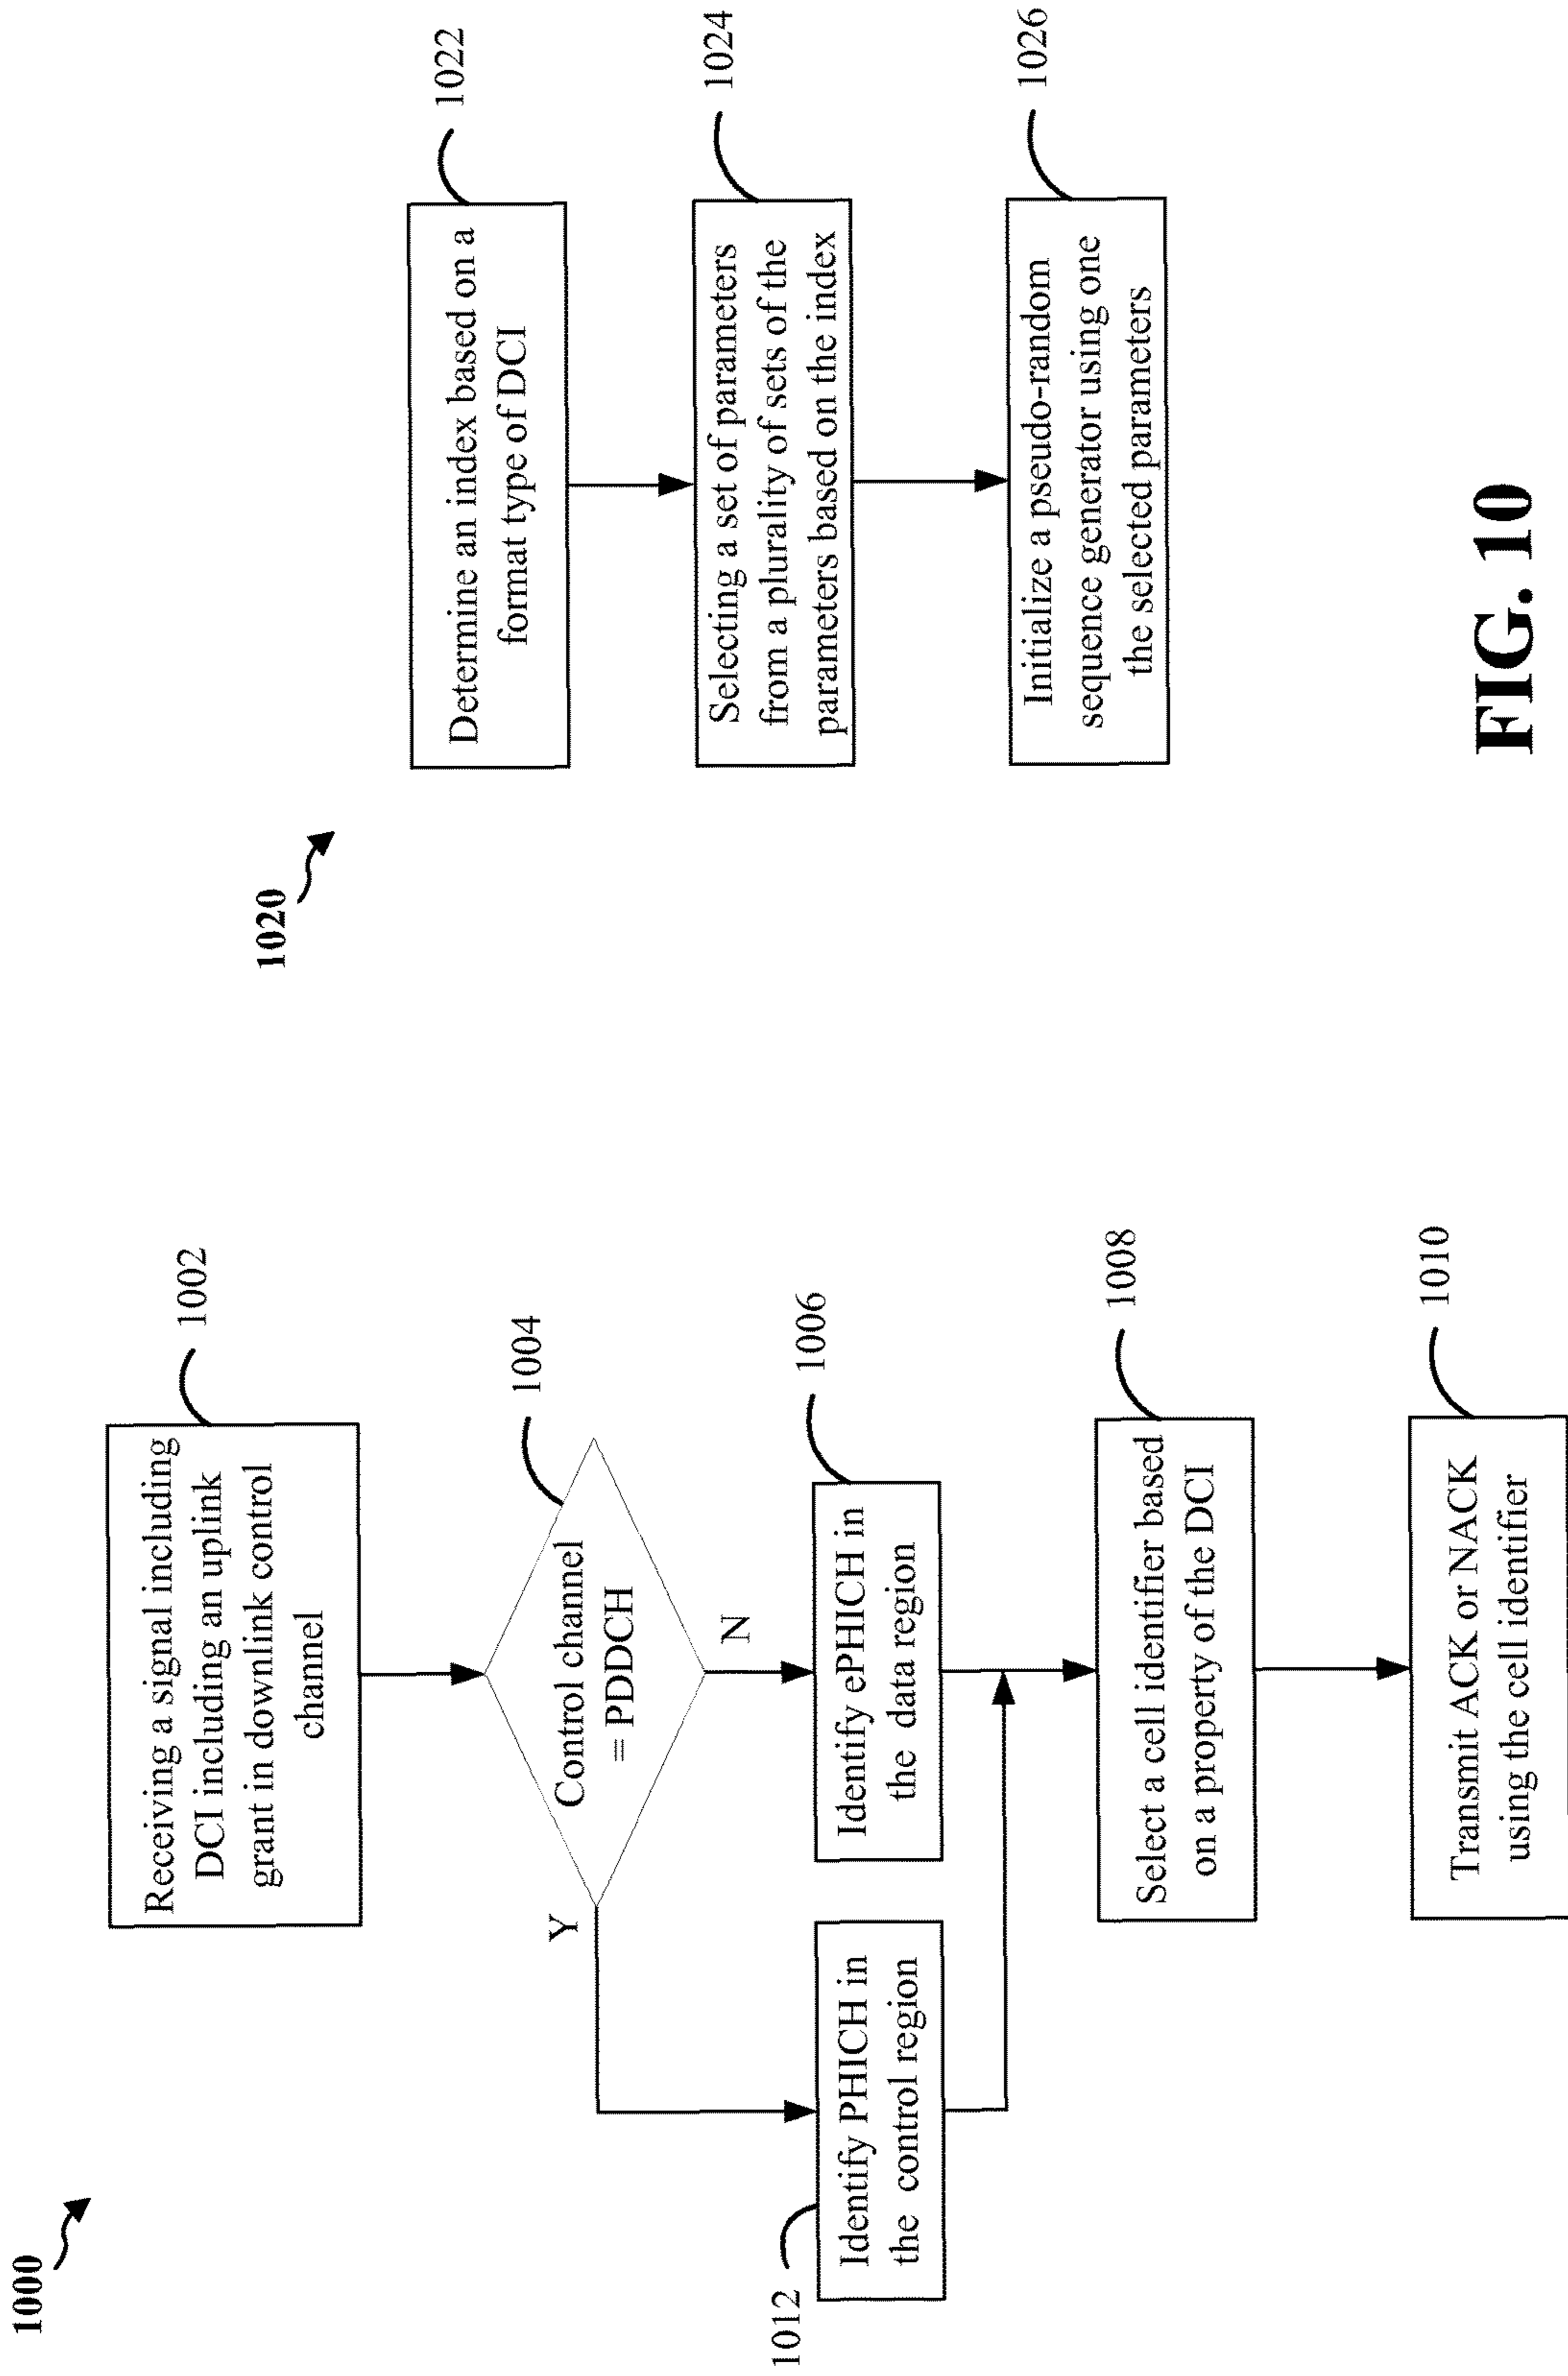 1000
Receiving a signal including
DCI including an uplink
grant in downlink control
channel
1002
Control channel
= PDDCH
1004
Y
N
Identify PHICH in
the control region
1012
Identify ePHICH in
the data region
1006
Select a cell identifier based
on a property of the DCI
1008
Transmit ACK or NACK
using the cell identifier
1010
1020
Determine an index based on a
format type of DCI
1022
Selecting a set of parameters
from a plurality of sets of the
parameters based on the index
1024
Initialize a pseudo-random
sequence generator using one
the selected parameters
1026
FIG. 10